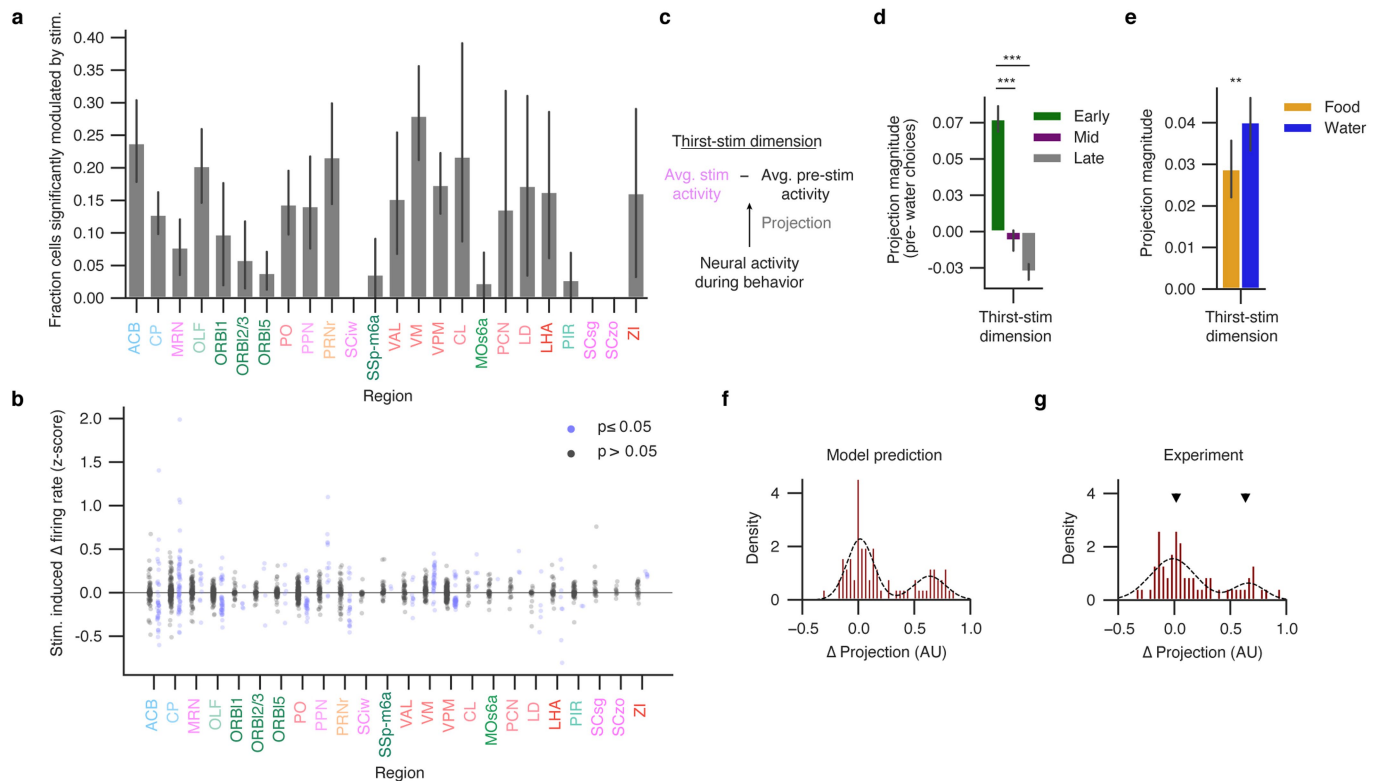 a
Fraction cells significantly modulated by stim.
0.40
0.35
0.30
0.25
0.20
0.15
0.10
0.05
0.00
ACB
CP
MRN
OLF
ORBl1
ORBl2/3
ORBl5
PO
PPN
PRNr
SCiw
SSp-m6a
VAL
VM
VPM
CL
MOs6a
PCN
LD
LHA
PIR
SCsg
SCzo
ZI
Region
c
Thirst-stim dimension
Avg. stim – Avg. pre-stim
activity activity
Projection
Neural activity
during behavior
d
Projection magnitude
(pre- water choices)
***
***
0.07
0.05
0.03
0.00
-0.03
Early
Mid
Late
Thirst-stim
dimension
e
Projection magnitude
**
0.04
0.03
0.02
0.01
0.00
Food
Water
Thirst-stim
dimension
b
Stim. induced Δ firing rate (z-score)
2.0
1.5
1.0
0.5
0.0
-0.5
p≤ 0.05
p > 0.05
ACB
CP
MRN
OLF
ORBl1
ORBl2/3
ORBl5
PO
PPN
PRNr
SCiw
SSp-m6a
VAL
VM
VPM
CL
MOs6a
PCN
LD
LHA
PIR
SCsg
SCzo
ZI
Region
f
Model prediction
Density
4
2
0
−0.5 0.0 0.5 1.0
Δ Projection (AU)
g
Experiment
Density
4
2
0
−0.5 0.0 0.5 1.0
Δ Projection (AU)